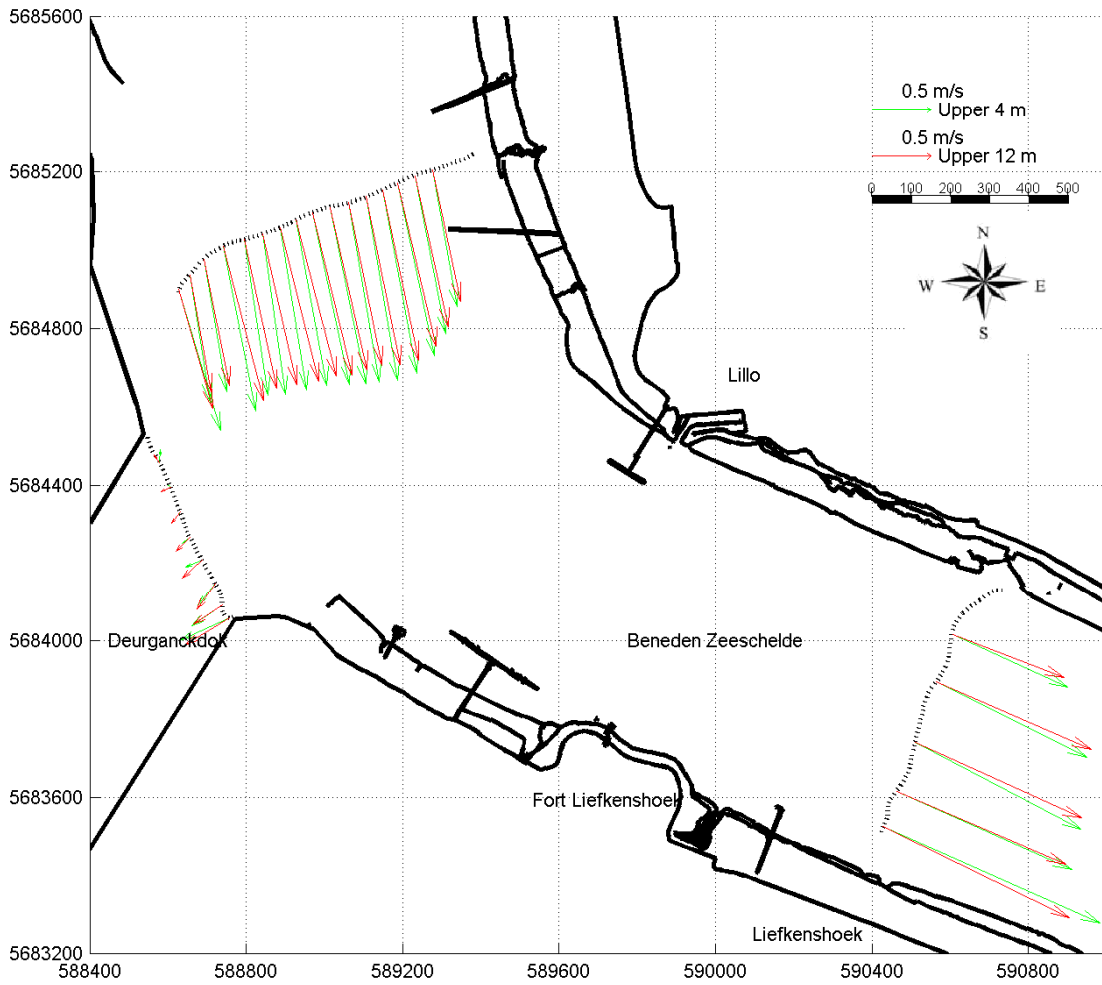 5685600
5685200
5684800
5684400
5684000
5683600
5683200
588400
588800
589200
589600
590000
590400
590800
0.5 m/s
Upper 4 m
0.5 m/s
Upper 12 m
0 100 200 300 400 500
N
W E
S
Lillo
Deurganckdok
Beneden Zeeschelde
Fort Liefkenshoek
Liefkenshoek